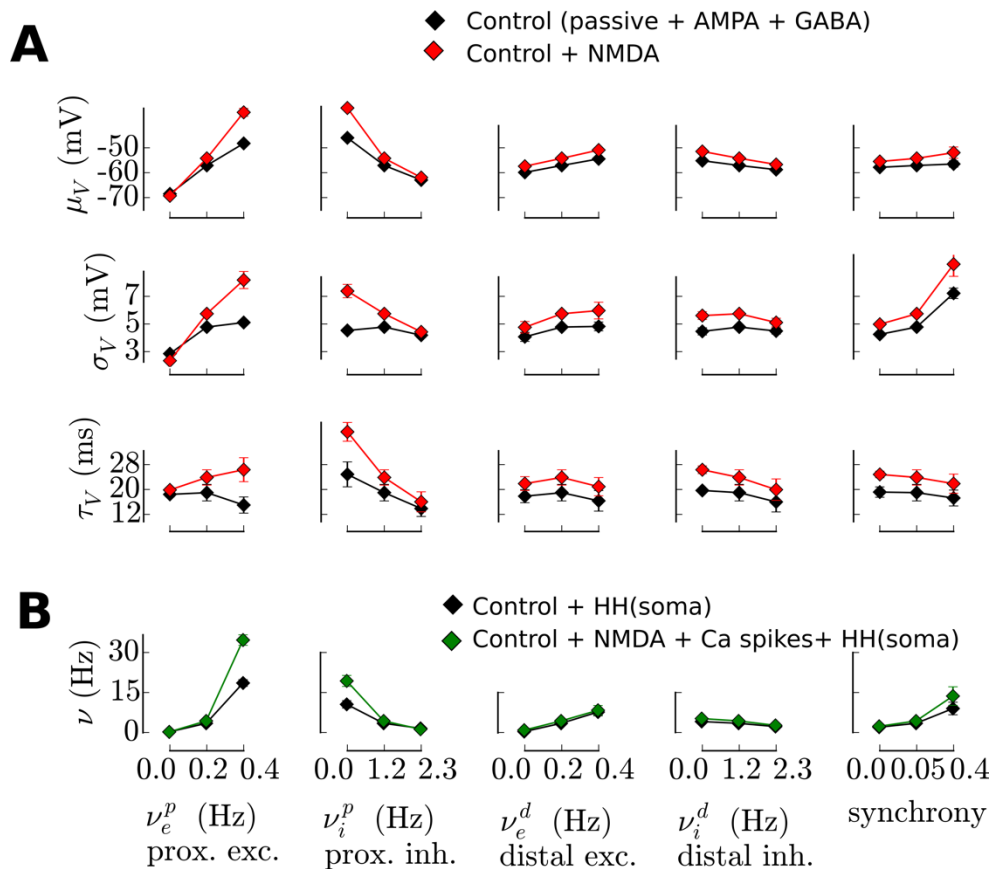 A
Control (passive + AMPA + GABA)
Control + NMDA
μ_V (mV)
-50
-60
-70
σ_V (mV)
7
5
3
τ_V (ms)
28
20
12
B
Control + HH(soma)
Control + NMDA + Ca spikes+ HH(soma)
ν (Hz)
30
15
0
0.0 0.2 0.4 0.0 1.2 2.3 0.0 0.2 0.4 0.0 1.2 2.3 0.0 0.05 0.4
ν_e^p (Hz) ν_i^p (Hz) ν_e^d (Hz) ν_i^d (Hz) synchrony
prox. exc. prox. inh. distal exc. distal inh.